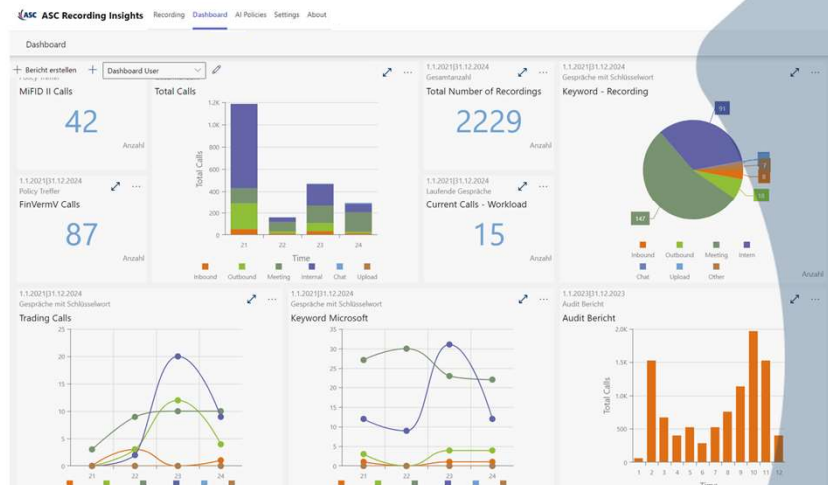 ASC ASC Recording Insights Recording Dashboard AI Policies Settings About
Dashboard
+ Bericht erstellen + Dashboard User
MiFID II Calls
42
Anzahl
Total Calls
1.2K
1.0K
800
600
400
200
0
Total Calls
21 22 23 24
Time
Inbound Outbound Meeting Internal Chat Upload
1.1.2021|31.12.2024
Gesamtanzahl
Total Number of Recordings
2229
Anzahl
1.1.2021|31.12.2024
Gespräche mit Schlüsselwort
Keyword - Recording
91
7
8
15
147
Inbound Outbound Meeting Intern
Chat Upload Other
Anzahl
1.1.2021|31.12.2024
Policy Treffer
FinVermV Calls
87
Anzahl
1.1.2021|31.12.2024
Laufende Gespräche
Current Calls - Workload
15
Anzahl
1.1.2021|31.12.2024
Gespräche mit Schlüsselwort
Trading Calls
25
20
15
10
5
0
21 22 23 24
1.1.2021|31.12.2024
Gespräche mit Schlüsselwort
Keyword Microsoft
35
30
25
20
15
10
5
0
21 22 23 24
1.1.2023|31.12.2023
Audit Bericht
Audit Bericht
2.0K
1.5K
1.0K
500
0
Total Calls
1 2 3 4 5 6 7 8 9 10 11 12